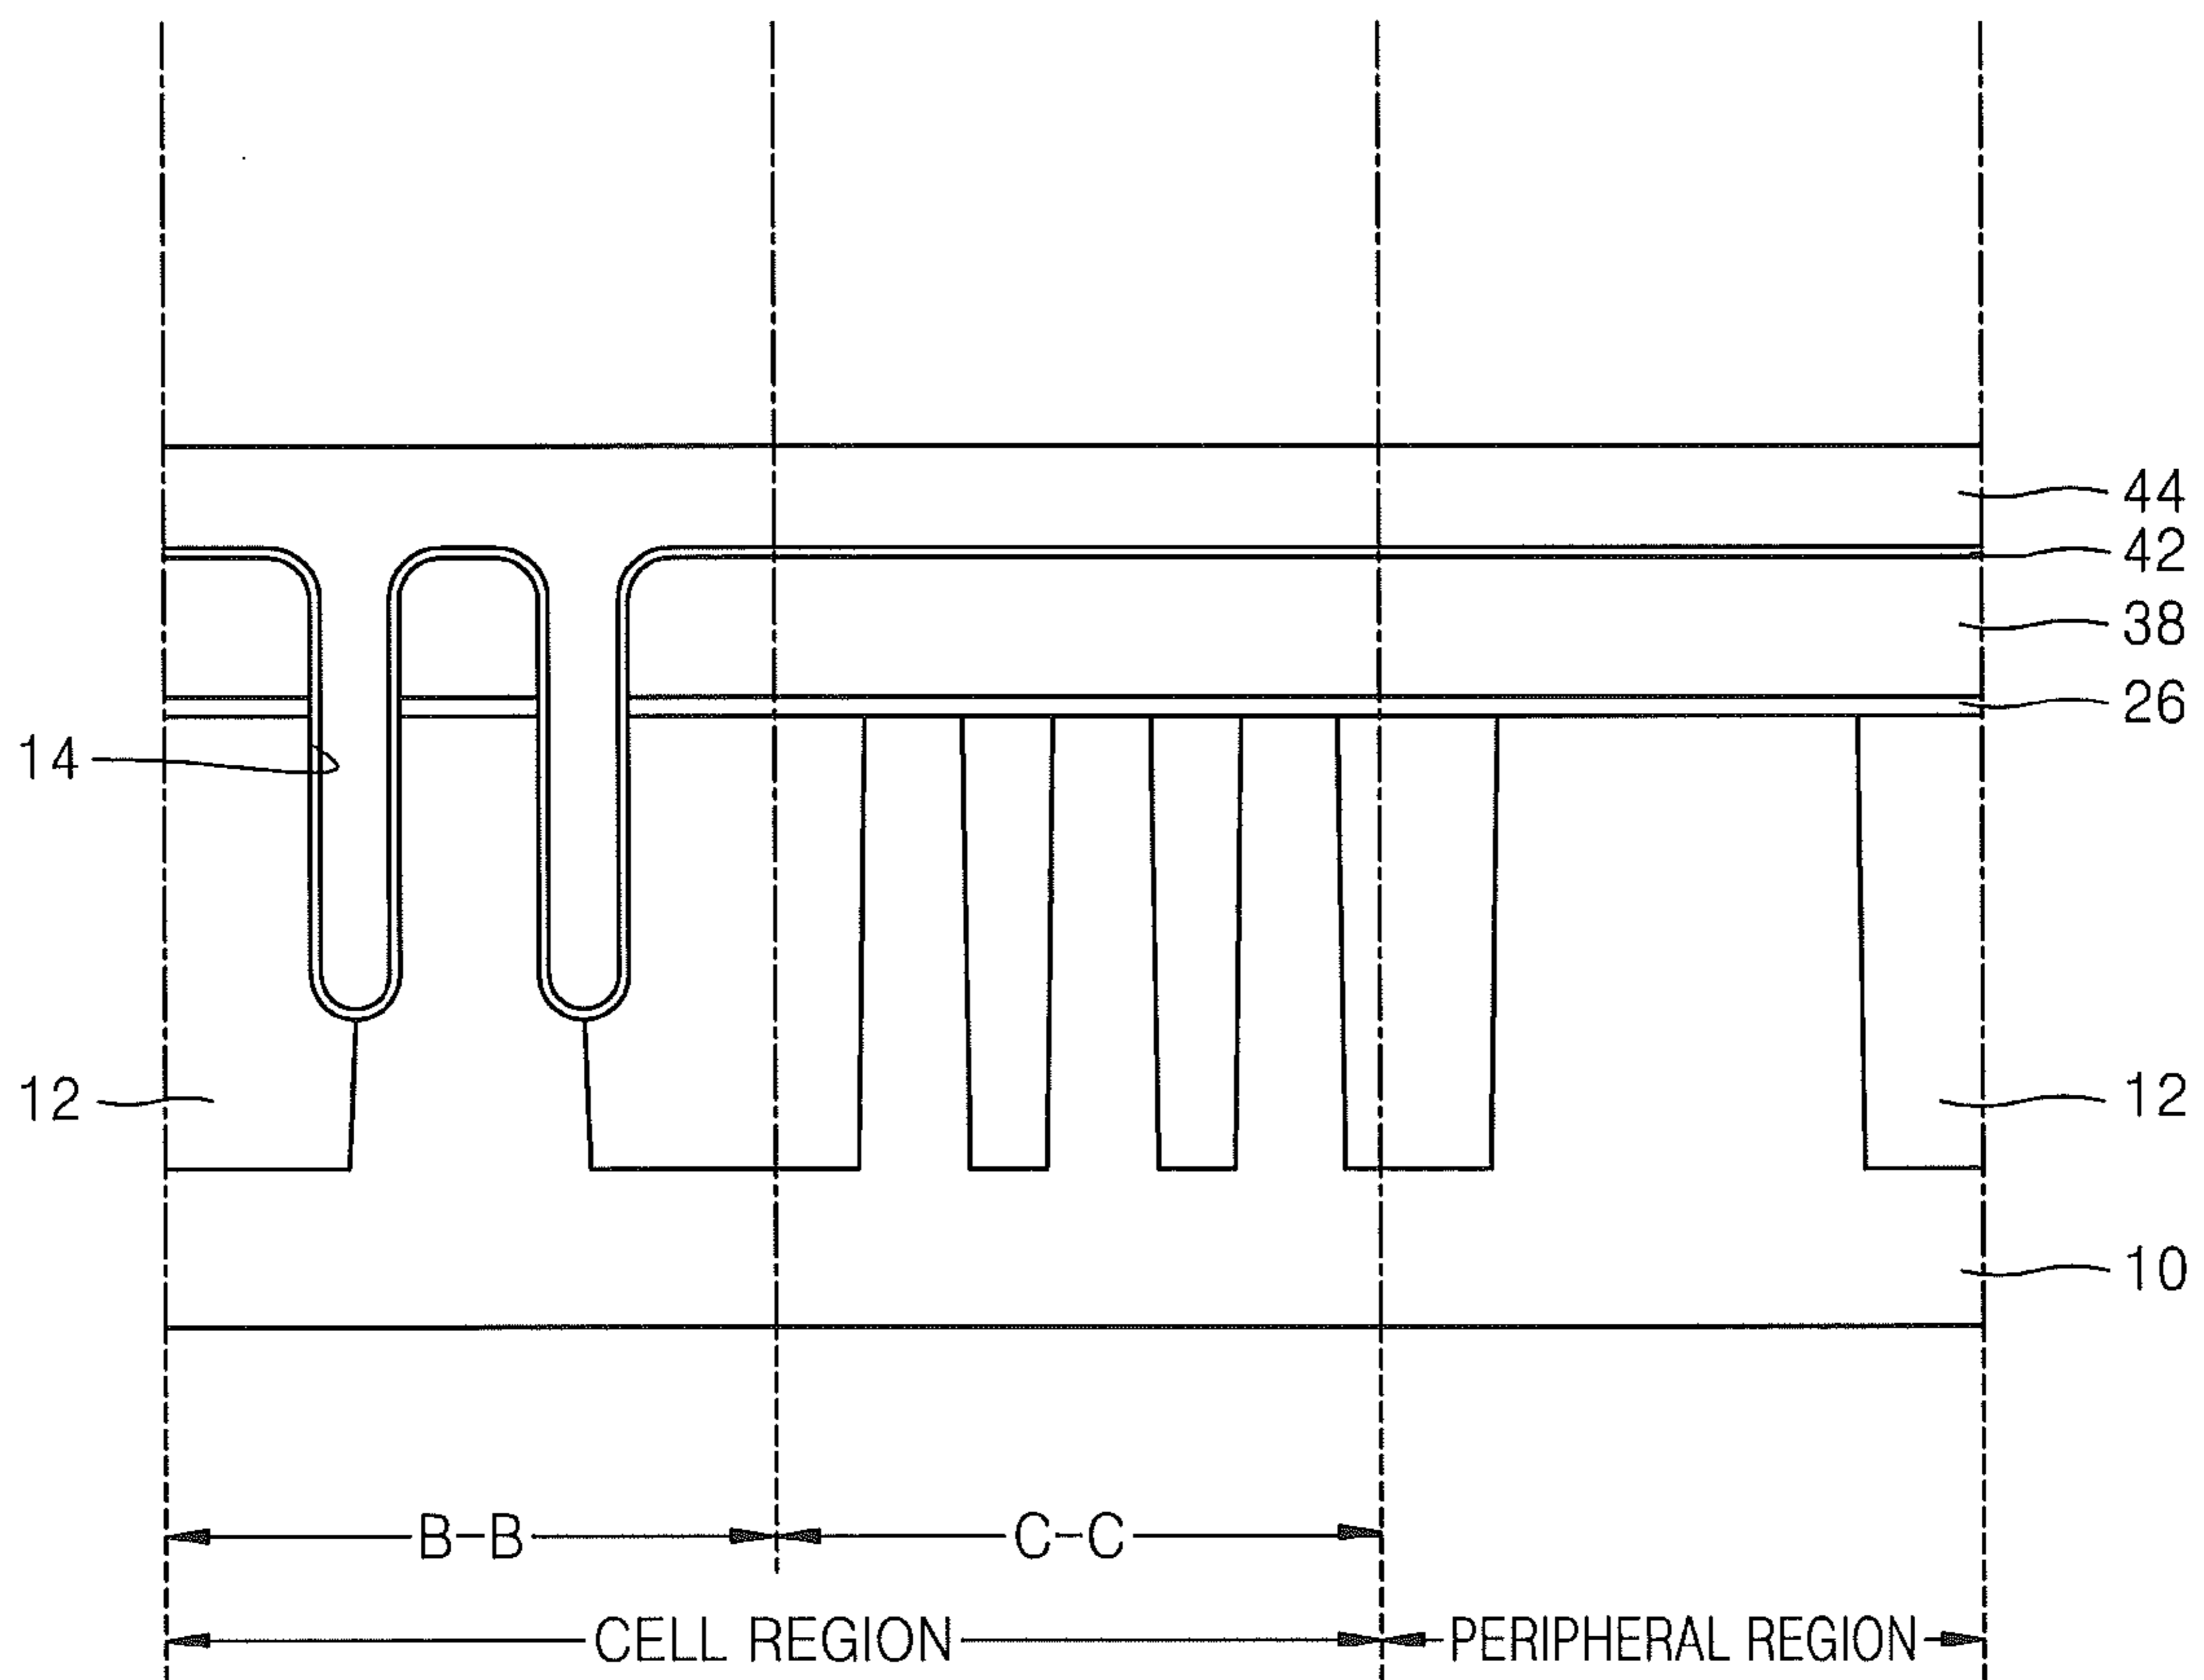 44
42
38
26
14
12
12
10
B-B
C-C
CELL REGION
PERIPHERAL REGION